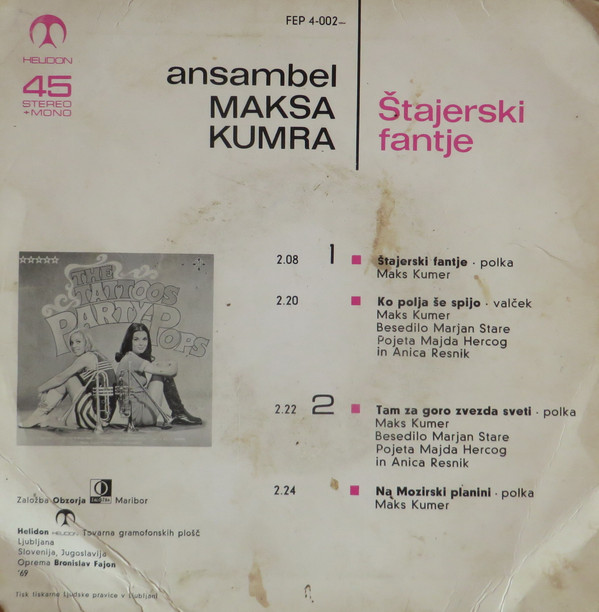 FEP 4-002—
HELIDON
45
STEREO
+MONO
ansambel
MAKSA
KUMRA
Štajerski
fantje
THE
TATTOOS
PARTY-POPS
2.08 1 Štajerski fantje · polka
Maks Kumer
2.20 Ko polja še spijo · valček
Maks Kumer
Besedilo Marjan Stare
Pojeta Majda Hercog
in Anica Resnik
2.22 2 Tam za goro zvezda sveti · polka
Maks Kumer
Besedilo Marjan Stare
Pojeta Majda Hercog
in Anica Resnik
2.24 Na Mozirski planini · polka
Maks Kumer
Založba Obzorja Maribor
Helidon HELIDON Tovarna gramofonskih plošč
Ljubljana
Slovenija, Jugoslavija
Oprema Bronislav Fajon
'69
Tisk tiskarne Ljudske pravice v Ljubljani